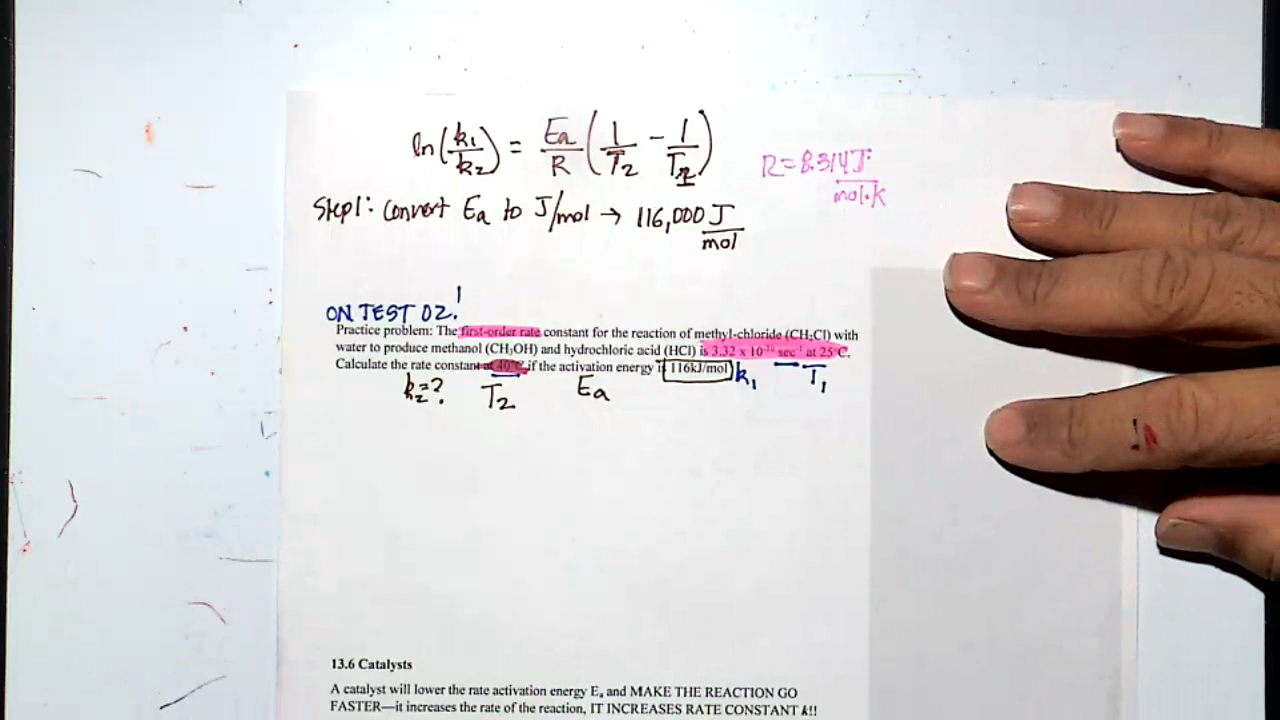 ln(k₁/k₂) = Ea/R (1/T₂ − 1/T₁)
R=8.314J/mol·K
Step1: Convert Ea to J/mol → 116,000 J/mol
ON TEST 02!
Practice problem: The first-order rate constant for the reaction of methyl-chloride (CH₃Cl) with
water to produce methanol (CH₃OH) and hydrochloric acid (HCl) is 3.32 x 10⁻¹⁰ sec⁻¹ at 25°C.
Calculate the rate constant at 40°C if the activation energy is 116kJ/mol
k₂=? T₂ Ea k₁ T₁
13.6 Catalysts
A catalyst will lower the rate activation energy Eₐ and MAKE THE REACTION GO
FASTER—it increases the rate of the reaction, IT INCREASES RATE CONSTANT k!!